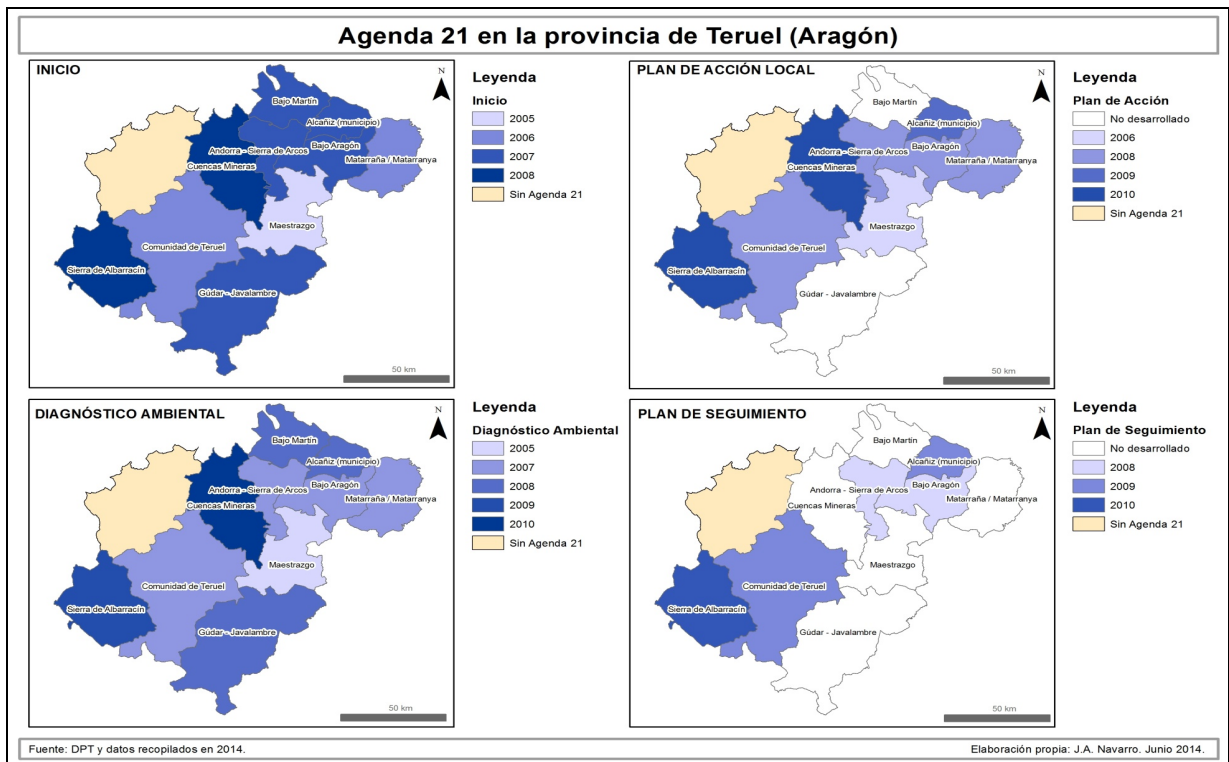 Agenda 21 en la provincia de Teruel (Aragón)
INICIO
N
Bajo Martín
Alcañiz (municipio)
Bajo Aragón
Andorra - Sierra de Arcos
Matarraña / Matarranya
Cuencas Mineras
Maestrazgo
Comunidad de Teruel
Sierra de Albarracín
Gúdar - Javalambre
50 km
Leyenda
Inicio
2005
2006
2007
2008
Sin Agenda 21
PLAN DE ACCIÓN LOCAL
N
Bajo Martín
Alcañiz (municipio)
Bajo Aragón
Andorra - Sierra de Arcos
Matarraña / Matarranya
Cuencas Mineras
Maestrazgo
Comunidad de Teruel
Sierra de Albarracín
Gúdar - Javalambre
50 km
Leyenda
Plan de Acción
No desarrollado
2006
2008
2009
2010
Sin Agenda 21
DIAGNÓSTICO AMBIENTAL
N
Bajo Martín
Alcañiz (municipio)
Bajo Aragón
Andorra - Sierra de Arcos
Matarraña / Matarranya
Cuencas Mineras
Maestrazgo
Comunidad de Teruel
Sierra de Albarracín
Gúdar - Javalambre
50 km
Leyenda
Diagnóstico Ambiental
2005
2007
2008
2009
2010
Sin Agenda 21
PLAN DE SEGUIMIENTO
N
Bajo Martín
Alcañiz (municipio)
Bajo Aragón
Andorra - Sierra de Arcos
Matarraña / Matarranya
Cuencas Mineras
Maestrazgo
Comunidad de Teruel
Sierra de Albarracín
Gúdar - Javalambre
50 km
Leyenda
Plan de Seguimiento
No desarrollado
2008
2009
2010
Sin Agenda 21
Fuente: DPT y datos recopilados en 2014.
Elaboración propia: J.A. Navarro. Junio 2014.